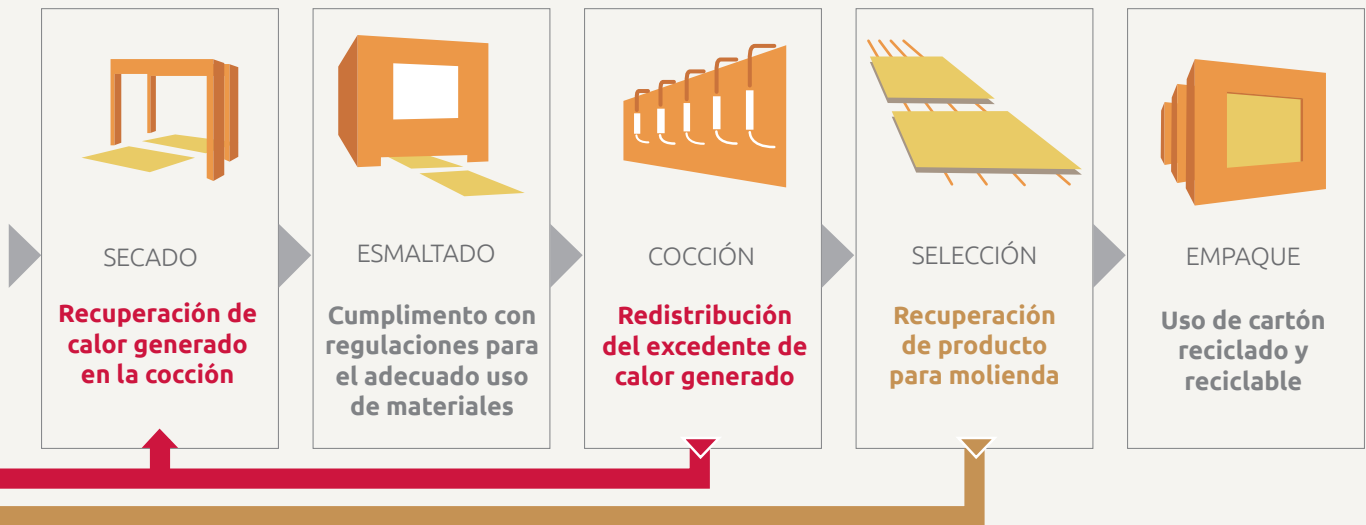 SECADO
Recuperación de
calor generado
en la cocción
ESMALTADO
Cumplimento con
regulaciones para
el adecuado uso
de materiales
COCCIÓN
Redistribución
del excedente de
calor generado
SELECCIÓN
Recuperación
de producto
para molienda
EMPAQUE
Uso de cartón
reciclado y
reciclable